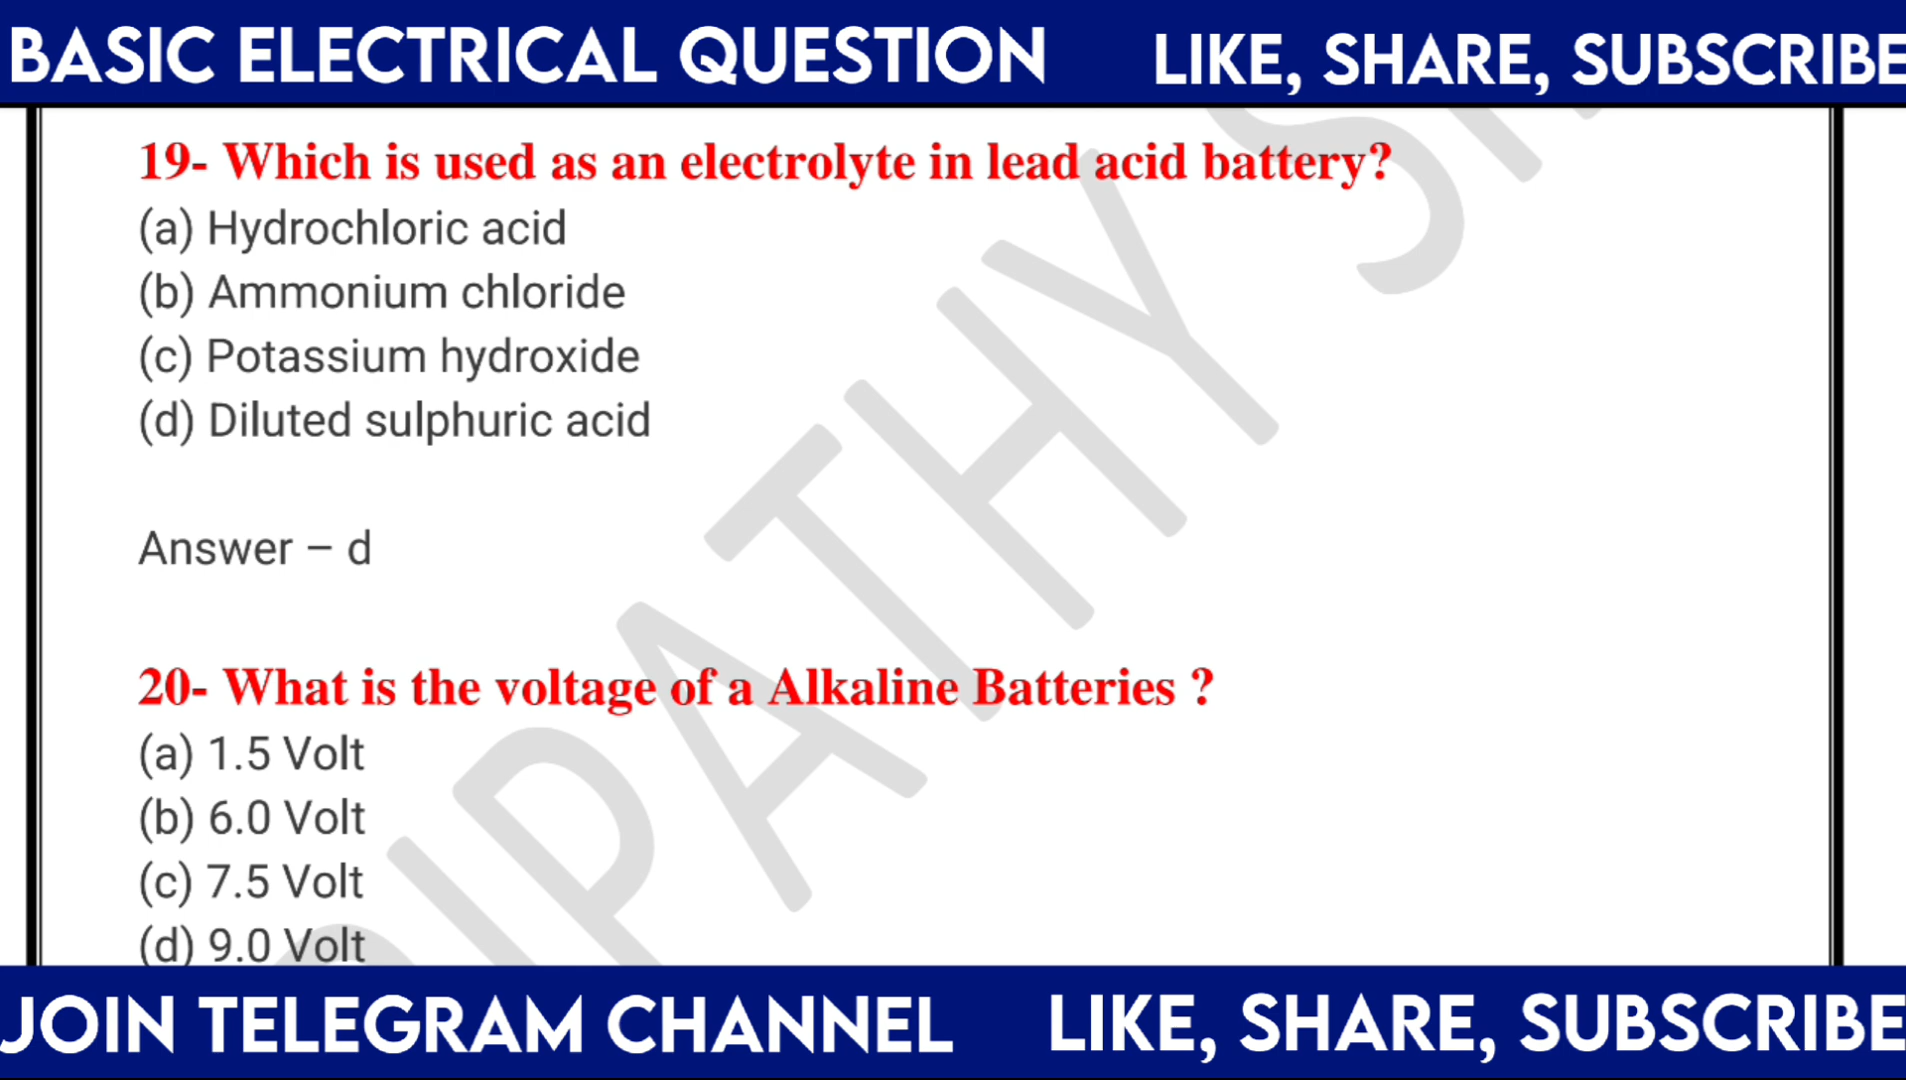 BASIC ELECTRICAL QUESTION LIKE, SHARE, SUBSCRIBE
19- Which is used as an electrolyte in lead acid battery?
(a) Hydrochloric acid
(b) Ammonium chloride
(c) Potassium hydroxide
(d) Diluted sulphuric acid
Answer – d
20- What is the voltage of a Alkaline Batteries ?
(a) 1.5 Volt
(b) 6.0 Volt
(c) 7.5 Volt
(d) 9.0 Volt
JOIN TELEGRAM CHANNEL LIKE, SHARE, SUBSCRIBE